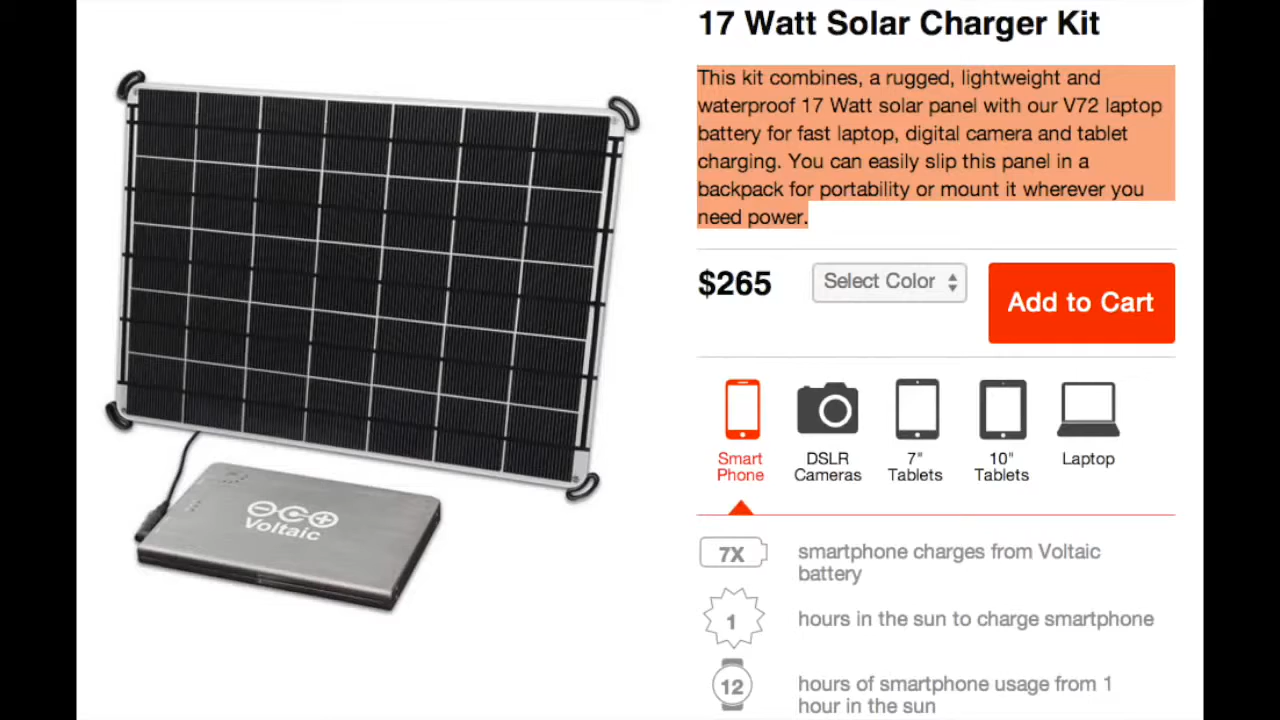 17 Watt Solar Charger Kit
This kit combines, a rugged, lightweight and
waterproof 17 Watt solar panel with our V72 laptop
battery for fast laptop, digital camera and tablet
charging. You can easily slip this panel in a
backpack for portability or mount it wherever you
need power.
$265
Select Color
Add to Cart
Smart
Phone
DSLR
Cameras
7"
Tablets
10"
Tablets
Laptop
Voltaic
7X
smartphone charges from Voltaic
battery
1
hours in the sun to charge smartphone
12
hours of smartphone usage from 1
hour in the sun